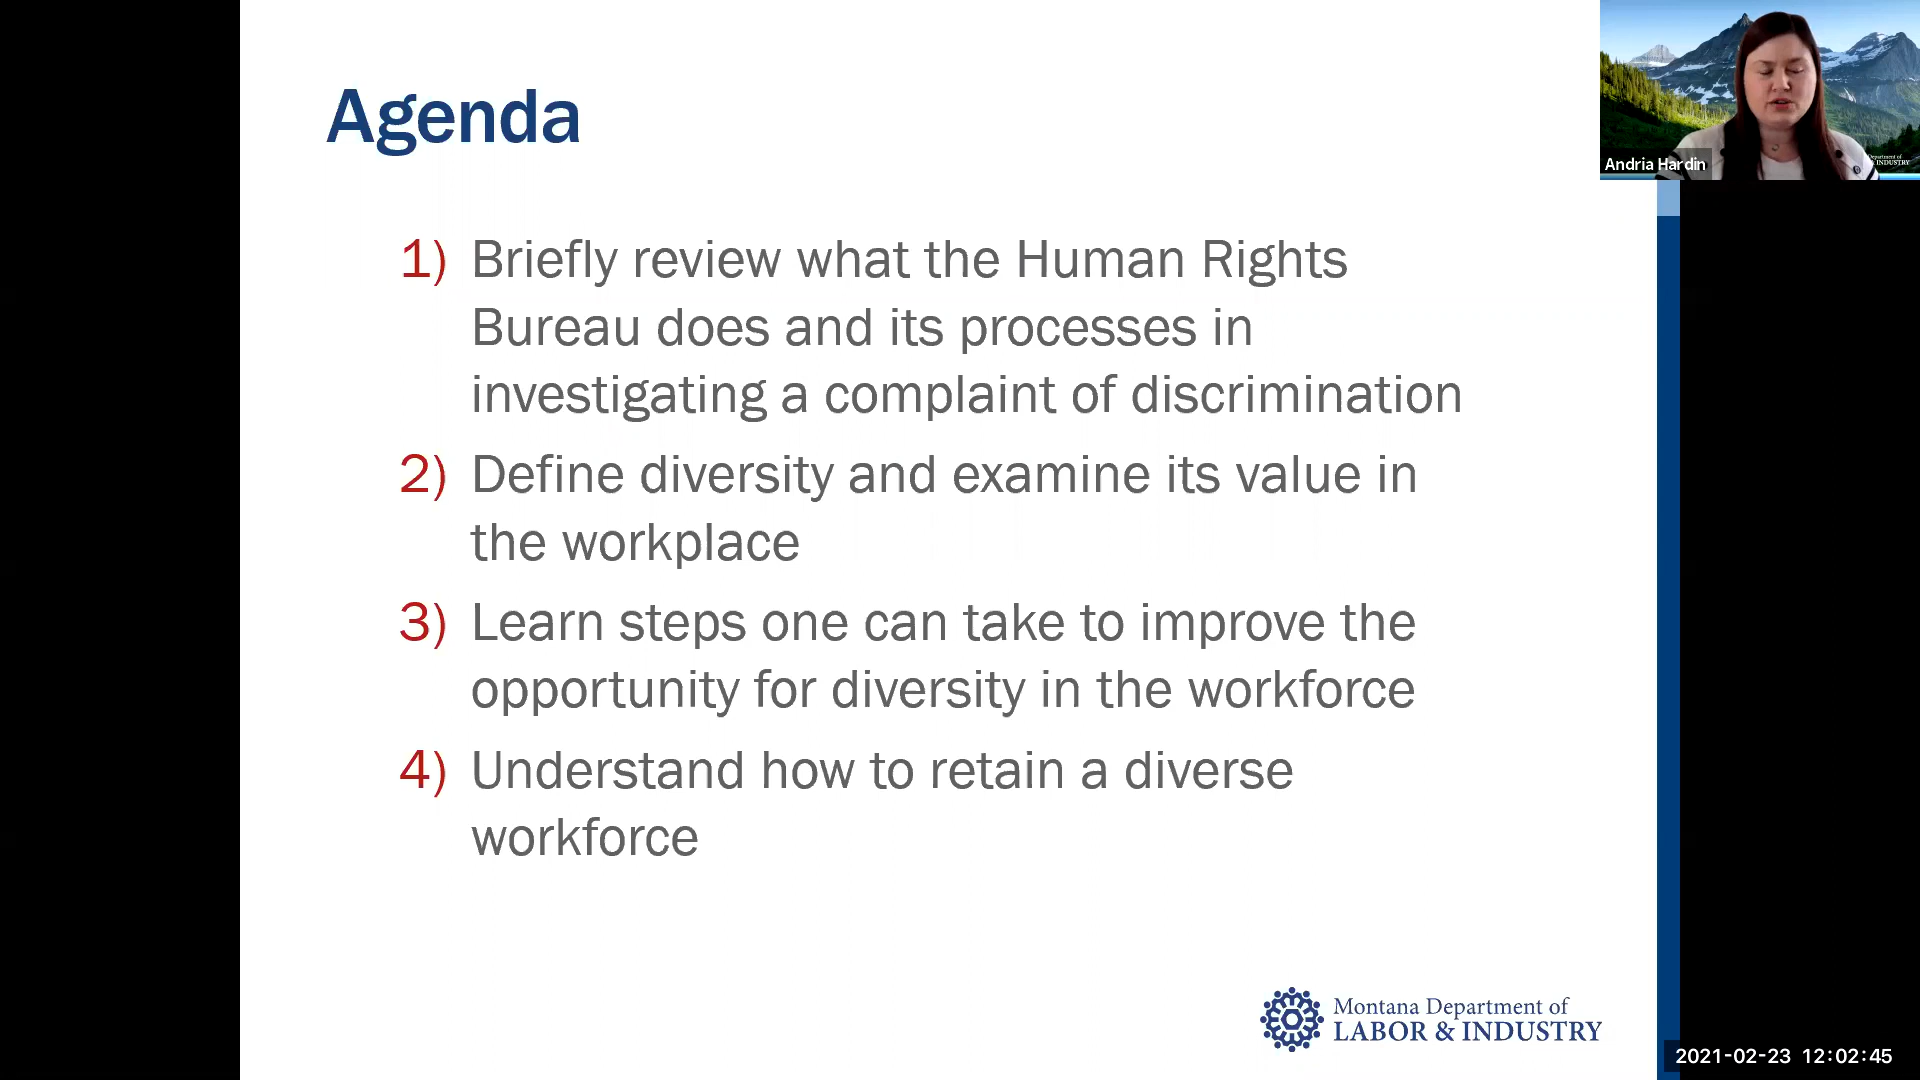 Agenda
1) Briefly review what the Human Rights
Bureau does and its processes in
investigating a complaint of discrimination
2) Define diversity and examine its value in
the workplace
3) Learn steps one can take to improve the
opportunity for diversity in the workforce
4) Understand how to retain a diverse
workforce
Andria Hardin
Department of
& INDUSTRY
Montana Department of
LABOR & INDUSTRY
2021-02-23 12:02:45